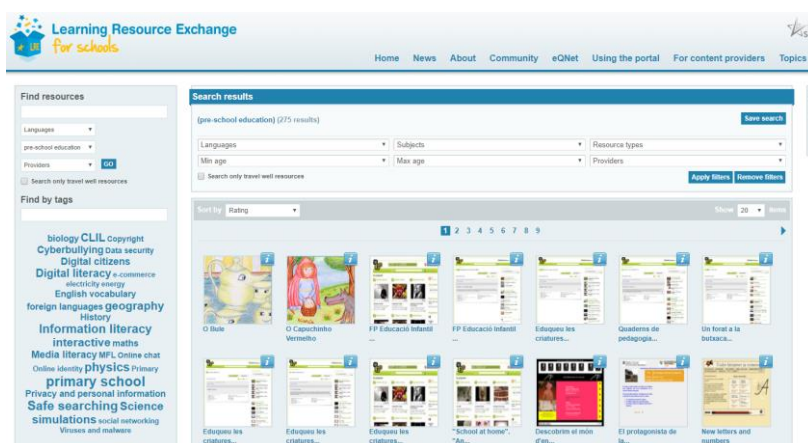 Learning Resource Exchange
for schools
Home News About Community eQNet Using the portal For content providers Topics
Find resources
Languages
pre-school education
Providers GO
Search only travel well resources
Find by tags
biology CLIL Copyright
Cyberbullying Data security
Digital citizens
Digital literacy e-commerce
electricity energy
English vocabulary
foreign languages geography
History
Information literacy
interactive maths
Media literacy MFL Online chat
Online identity physics Primary
primary school
Privacy and personal information
Safe searching Science
simulations social networking
Viruses and malware
Search results
(pre-school education) (275 results) Save search
Languages Subjects Resource types
Min age Max age Providers
Search only travel well resources Apply filters Remove filters
Sort by Rating Show 20 items
1 2 3 4 5 6 7 8 9
O Bule
O Capuchinho
Vermelho
FP Educació Infantil
...
FP Educació Infantil
...
Eduqueu les
criatures...
Quaderns de
pedagogia...
Un forat a la
butxaca...
Eduqueu les
criatures...
Eduqueu les
criatures...
Eduqueu les
criatures...
"School at home".
"An...
Descobrim el món
d'en...
El protagonista de
la...
New letters and
numbers